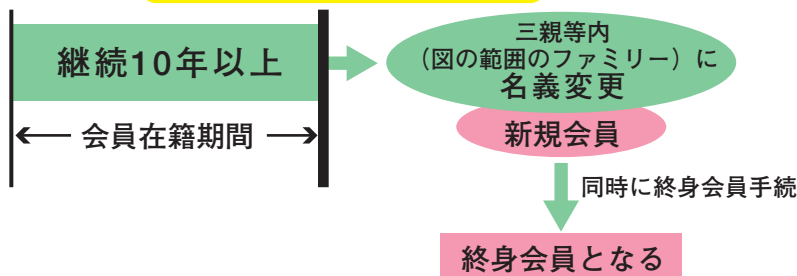 継続10年以上
会員在籍期間
三親等内
（図の範囲のファミリー）に
名義変更
新規会員
同時に終身会員手続
終身会員となる